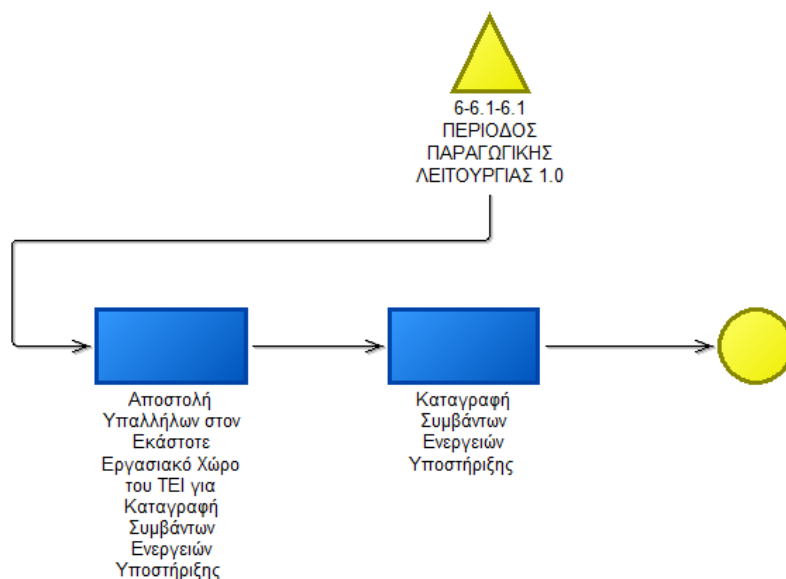 6-6.1-6.1
ΠΕΡΙΟΔΟΣ
ΠΑΡΑΓΩΓΙΚΗΣ
ΛΕΙΤΟΥΡΓΙΑΣ 1.0
Αποστολή
Υπαλλήλων στον
Εκάστοτε
Εργασιακό Χώρο
του ΤΕΙ για
Καταγραφή
Συμβάντων
Ενεργειών
Υποστήριξης
Καταγραφή
Συμβάντων
Ενεργειών
Υποστήριξης